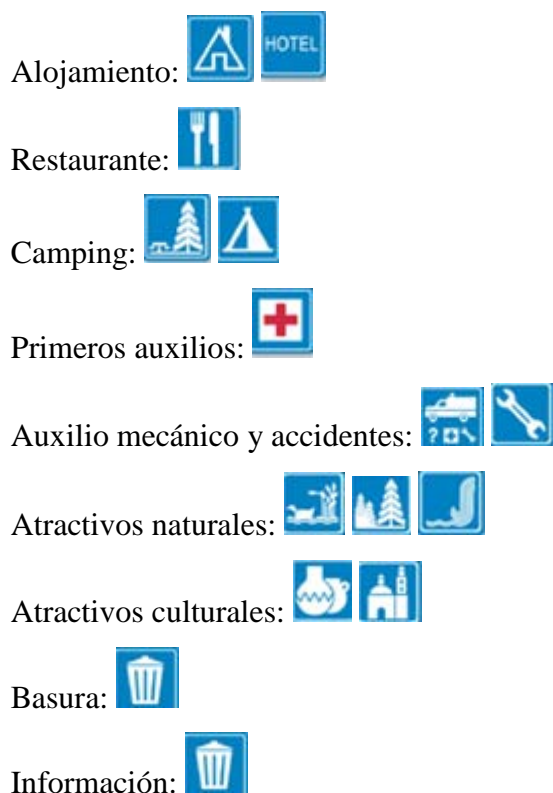 Alojamiento: HOTEL
Restaurante:
Camping:
Primeros auxilios:
Auxilio mecánico y accidentes: ?
Atractivos naturales:
Atractivos culturales:
Basura:
Información: